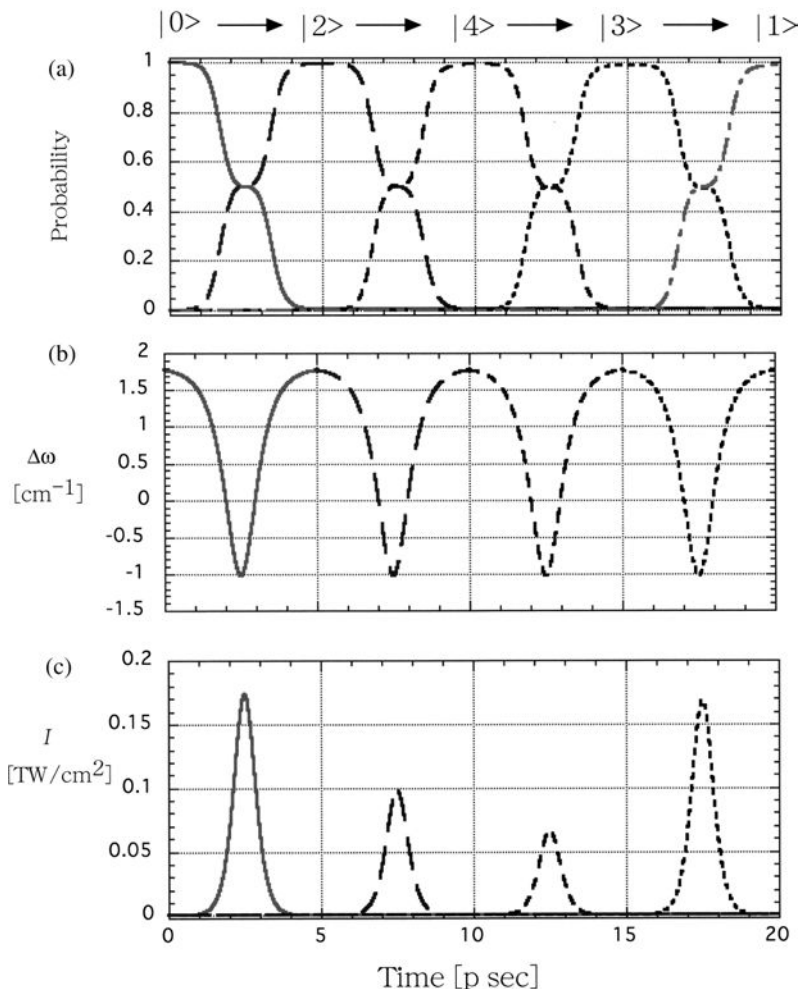 |0> → |2> → |4> → |3> → |1>
(a)
Probability
1
0.8
0.6
0.4
0.2
0
(b)
Δω
[cm⁻¹]
2
1.5
1
0.5
0
-0.5
-1
-1.5
(c)
I
[TW/cm²]
0.2
0.15
0.1
0.05
0
0 5 10 15 20
Time [p sec]